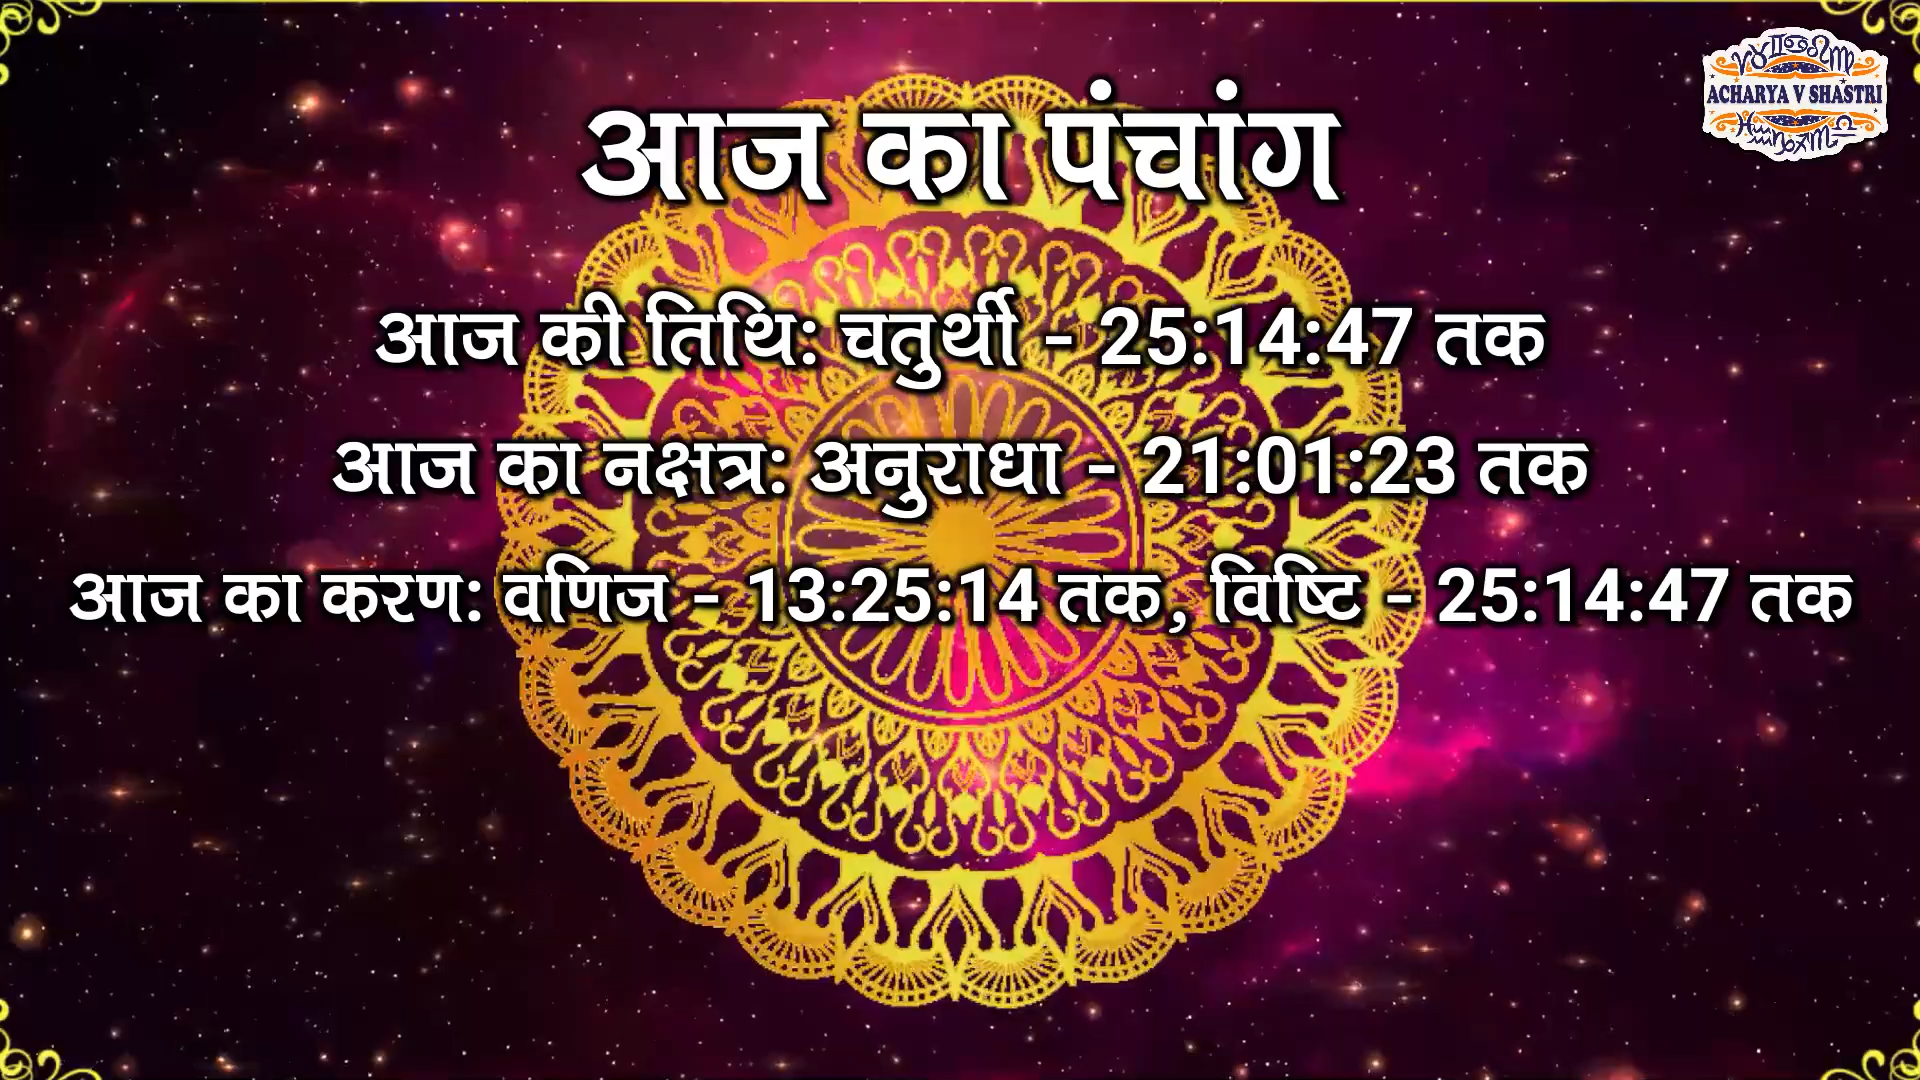 ACHARYA V SHASTRI
आज का पंचांग
आज की तिथि: चतुर्थी - 25:14:47 तक
आज का नक्षत्र: अनुराधा - 21:01:23 तक
आज का करण: वणिज - 13:25:14 तक, विष्टि - 25:14:47 तक